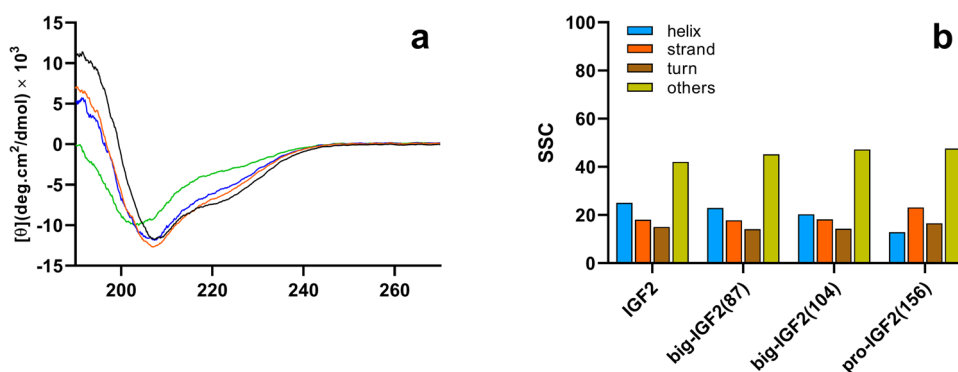 a
[θ](deg.cm²/dmol) × 10³
15
10
5
0
-5
-10
-15
200
220
240
260
b
SSC
100
80
60
40
20
0
helix
strand
turn
others
IGF2
big-IGF2(87)
big-IGF2(104)
pro-IGF2(156)